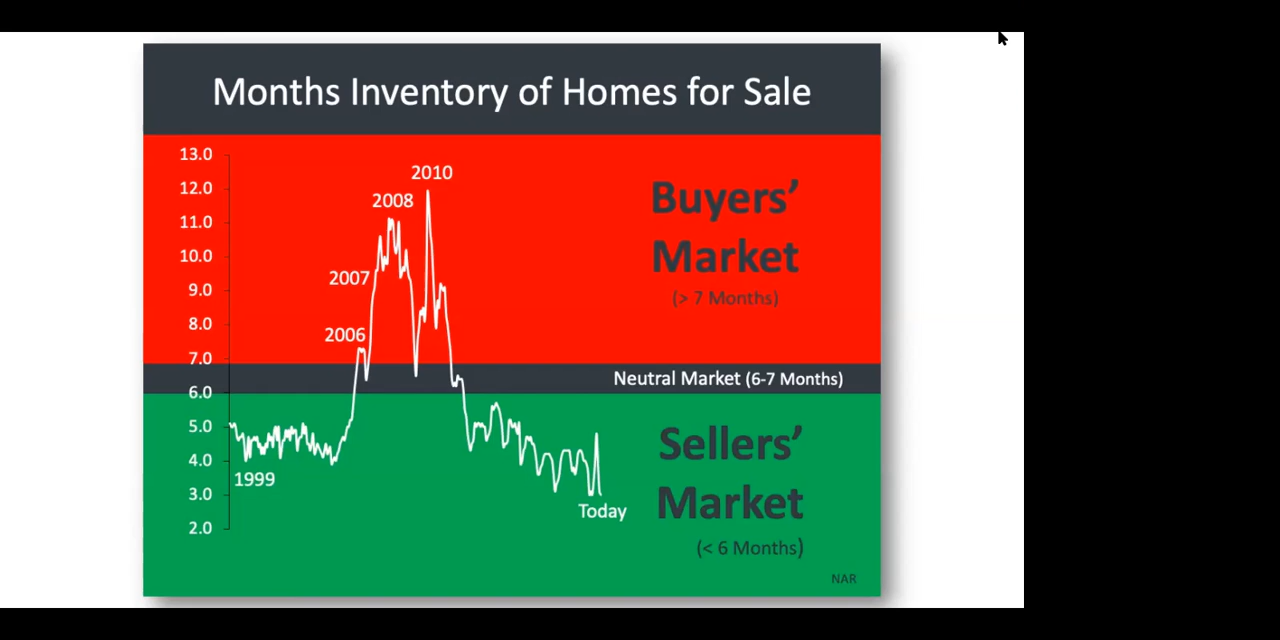 Months Inventory of Homes for Sale
13.0
12.0
11.0
10.0
9.0
8.0
7.0
6.0
5.0
4.0
3.0
2.0
1999
2006
2007
2008
2010
Today
Buyers’
Market
(> 7 Months)
Neutral Market (6-7 Months)
Sellers’
Market
(< 6 Months)
NAR